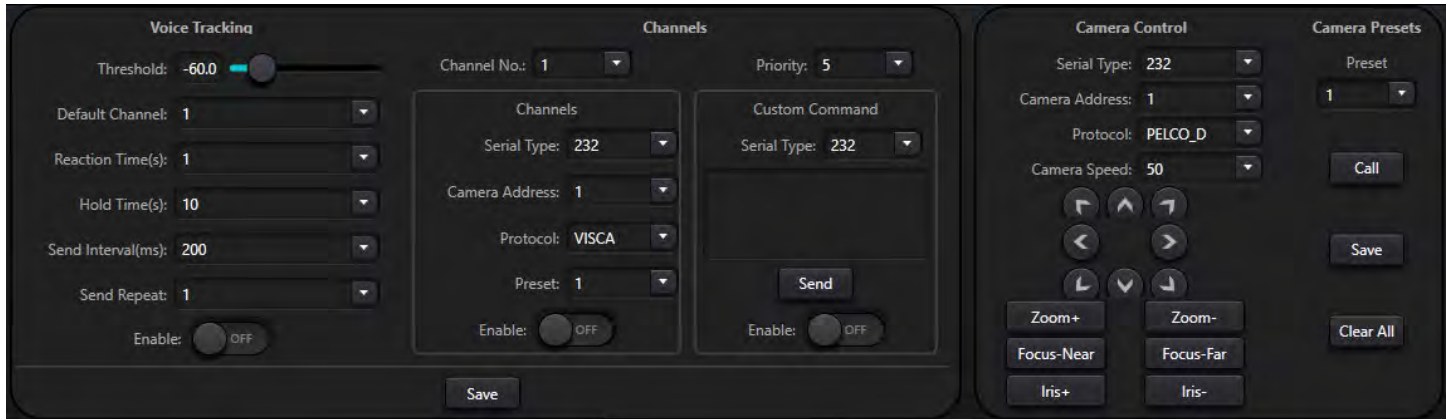 Voice Tracking
Threshold: -60.0
Default Channel: 1
Reaction Time(s): 1
Hold Time(s): 10
Send Interval(ms): 200
Send Repeat: 1
Enable: OFF
Channels
Channel No.: 1
Priority: 5
Channels
Serial Type: 232
Camera Address: 1
Protocol: VISCA
Preset: 1
Enable: OFF
Custom Command
Serial Type: 232
Send
Enable: OFF
Save
Camera Control
Serial Type: 232
Camera Address: 1
Protocol: PELCO_D
Camera Speed: 50
Zoom+ Zoom-
Focus-Near Focus-Far
Iris+ Iris-
Camera Presets
Preset
1
Call
Save
Clear All